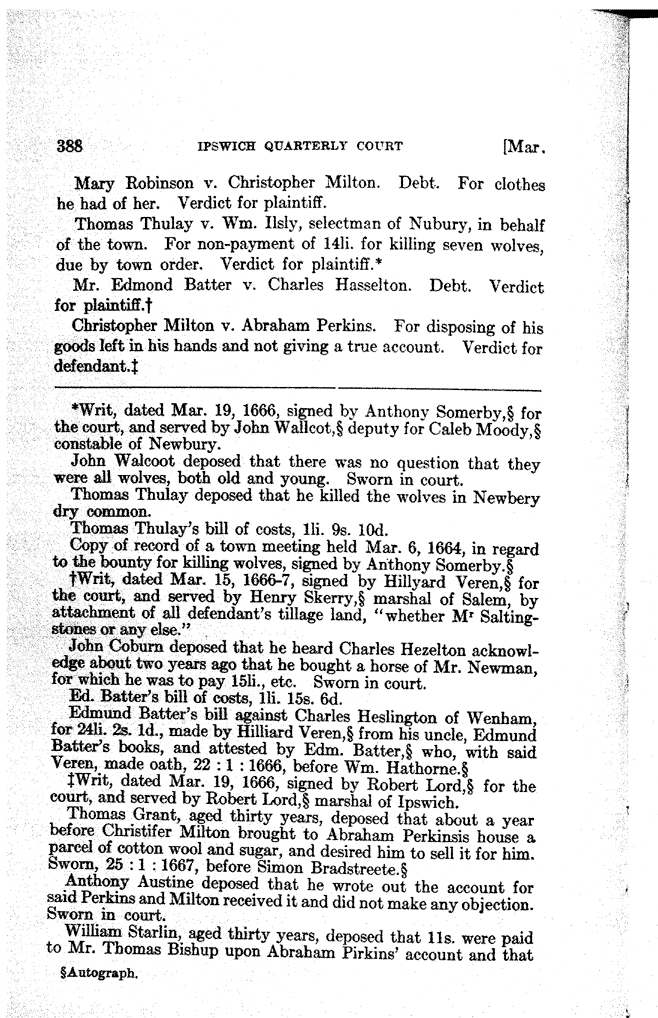 388 IPSWICH QUARTERLY COURT [Mar.
Mary Robinson v. Christopher Milton. Debt. For clothes
he had of her. Verdict for plaintiff.
Thomas Thulay v. Wm. Ilsly, selectman of Nubury, in behalf
of the town. For non-payment of 14li. for killing seven wolves,
due by town order. Verdict for plaintiff.*
Mr. Edmond Batter v. Charles Hasselton. Debt. Verdict
for plaintiff.†
Christopher Milton v. Abraham Perkins. For disposing of his
goods left in his hands and not giving a true account. Verdict for
defendant.‡
*Writ, dated Mar. 19, 1666, signed by Anthony Somerby,§ for
the court, and served by John Wallcot,§ deputy for Caleb Moody,§
constable of Newbury.
John Walcoot deposed that there was no question that they
were all wolves, both old and young. Sworn in court.
Thomas Thulay deposed that he killed the wolves in Newbery
dry common.
Thomas Thulay's bill of costs, 1li. 9s. 10d.
Copy of record of a town meeting held Mar. 6, 1664, in regard
to the bounty for killing wolves, signed by Anthony Somerby.§
†Writ, dated Mar. 15, 1666-7, signed by Hillyard Veren,§ for
the court, and served by Henry Skerry,§ marshal of Salem, by
attachment of all defendant's tillage land, "whether Mʳ Salting-
stones or any else."
John Coburn deposed that he heard Charles Hezelton acknowl-
edge about two years ago that he bought a horse of Mr. Newman,
for which he was to pay 15li., etc. Sworn in court.
Ed. Batter's bill of costs, 1li. 15s. 6d.
Edmund Batter's bill against Charles Heslington of Wenham,
for 24li. 2s. 1d., made by Hilliard Veren,§ from his uncle, Edmund
Batter's books, and attested by Edm. Batter,§ who, with said
Veren, made oath, 22 : 1 : 1666, before Wm. Hathorne.§
‡Writ, dated Mar. 19, 1666, signed by Robert Lord,§ for the
court, and served by Robert Lord,§ marshal of Ipswich.
Thomas Grant, aged thirty years, deposed that about a year
before Christifer Milton brought to Abraham Perkinsis house a
parcel of cotton wool and sugar, and desired him to sell it for him.
Sworn, 25 : 1 : 1667, before Simon Bradstreete.§
Anthony Austine deposed that he wrote out the account for
said Perkins and Milton received it and did not make any objection.
Sworn in court.
William Starlin, aged thirty years, deposed that 11s. were paid
to Mr. Thomas Bishup upon Abraham Pirkins' account and that
§Autograph.